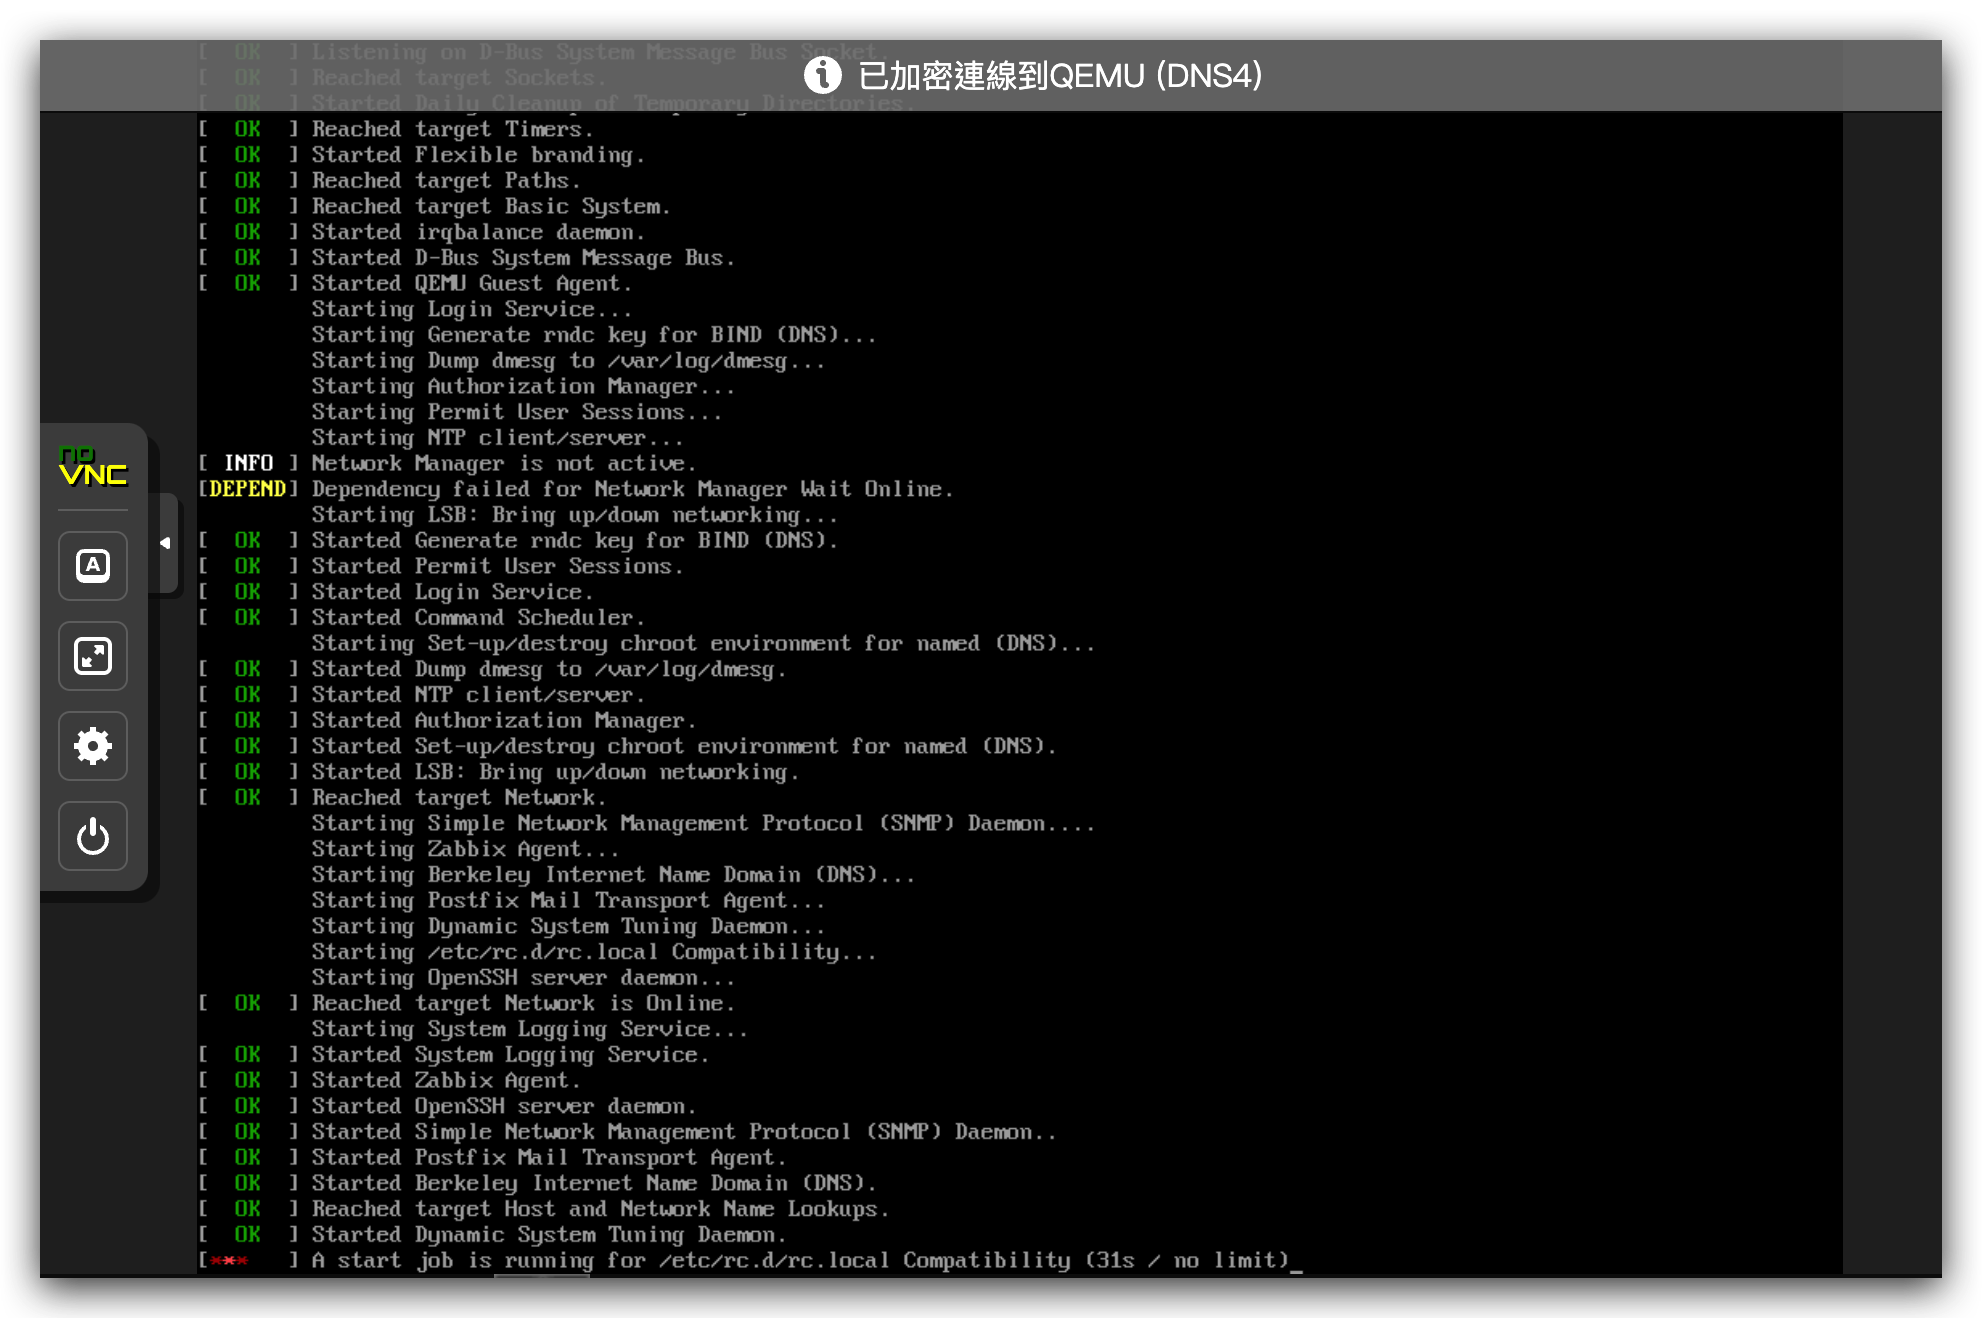 [  OK  ] Listening on D-Bus System Message Bus Socket.
[  OK  ] Reached target Sockets.
已加密連線到QEMU (DNS4)
[  OK  ] Started Daily Cleanup of Temporary Directories.
[  OK  ] Reached target Timers.
[  OK  ] Started Flexible branding.
[  OK  ] Reached target Paths.
[  OK  ] Reached target Basic System.
[  OK  ] Started irqbalance daemon.
[  OK  ] Started D-Bus System Message Bus.
[  OK  ] Started QEMU Guest Agent.
Starting Login Service...
Starting Generate rndc key for BIND (DNS)...
Starting Dump dmesg to /var/log/dmesg...
Starting Authorization Manager...
Starting Permit User Sessions...
Starting NTP client/server...
[ INFO ] Network Manager is not active.
[DEPEND] Dependency failed for Network Manager Wait Online.
Starting LSB: Bring up/down networking...
[  OK  ] Started Generate rndc key for BIND (DNS).
[  OK  ] Started Permit User Sessions.
[  OK  ] Started Login Service.
[  OK  ] Started Command Scheduler.
Starting Set-up/destroy chroot environment for named (DNS)...
[  OK  ] Started Dump dmesg to /var/log/dmesg.
[  OK  ] Started NTP client/server.
[  OK  ] Started Authorization Manager.
[  OK  ] Started Set-up/destroy chroot environment for named (DNS).
[  OK  ] Started LSB: Bring up/down networking.
[  OK  ] Reached target Network.
Starting Simple Network Management Protocol (SNMP) Daemon....
Starting Zabbix Agent...
Starting Berkeley Internet Name Domain (DNS)...
Starting Postfix Mail Transport Agent...
Starting Dynamic System Tuning Daemon...
Starting /etc/rc.d/rc.local Compatibility...
Starting OpenSSH server daemon...
[  OK  ] Reached target Network is Online.
Starting System Logging Service...
[  OK  ] Started System Logging Service.
[  OK  ] Started Zabbix Agent.
[  OK  ] Started OpenSSH server daemon.
[  OK  ] Started Simple Network Management Protocol (SNMP) Daemon..
[  OK  ] Started Postfix Mail Transport Agent.
[  OK  ] Started Berkeley Internet Name Domain (DNS).
[  OK  ] Reached target Host and Network Name Lookups.
[  OK  ] Started Dynamic System Tuning Daemon.
[***   ] A start job is running for /etc/rc.d/rc.local Compatibility (31s / no limit)_
no
VNC
A